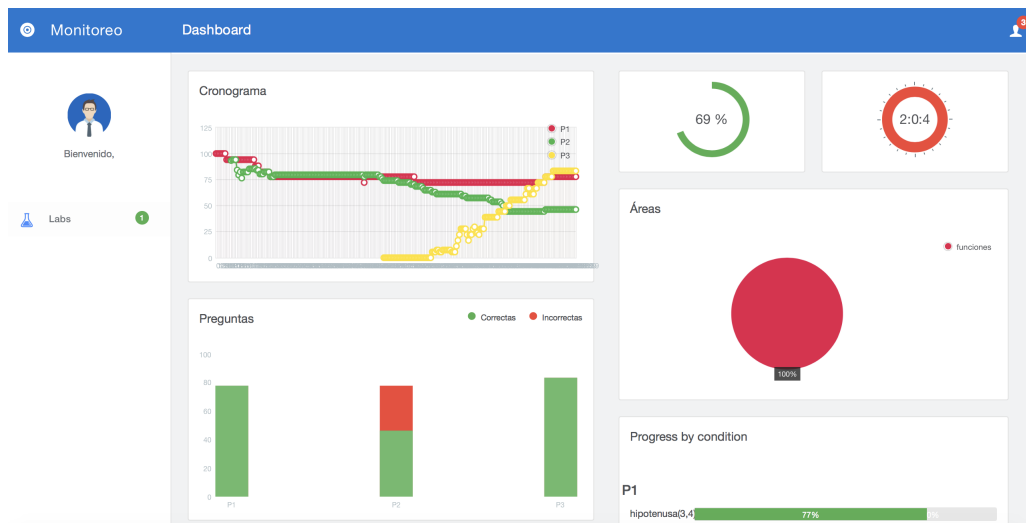 Monitoreo
Dashboard
3
Bienvenido,
Labs
1
Cronograma
125
100
75
50
25
0
P1
P2
P3
69 %
2:0:4
Áreas
funciones
100%
Preguntas
Correctas
Incorrectas
100
80
60
40
20
0
P1
P2
P3
Progress by condition
P1
hipotenusa(3,4)
77%